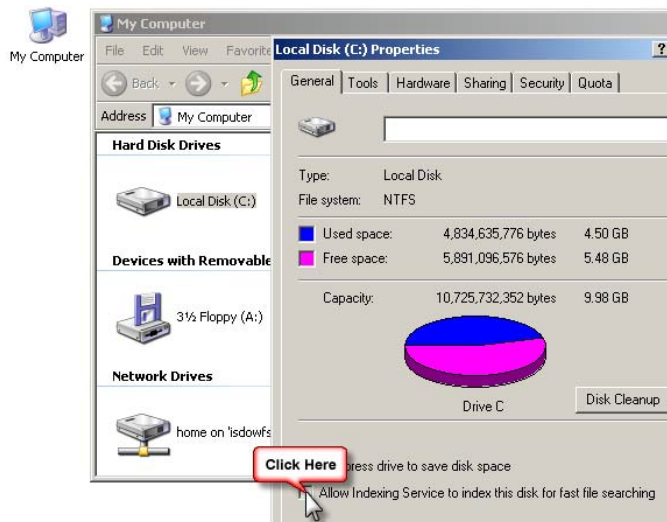 My Computer
My Computer
File Edit View Favorite
Back
Address My Computer
Hard Disk Drives
Local Disk (C:)
Devices with Removable
3½ Floppy (A:)
Network Drives
home on 'isdowfs
Local Disk (C:) Properties ?
General Tools Hardware Sharing Security Quota
Type: Local Disk
File system: NTFS
Used space: 4,834,635,776 bytes 4.50 GB
Free space: 5,891,096,576 bytes 5.48 GB
Capacity: 10,725,732,352 bytes 9.98 GB
Drive C
Disk Cleanup
Click Here
press drive to save disk space
Allow Indexing Service to index this disk for fast file searching